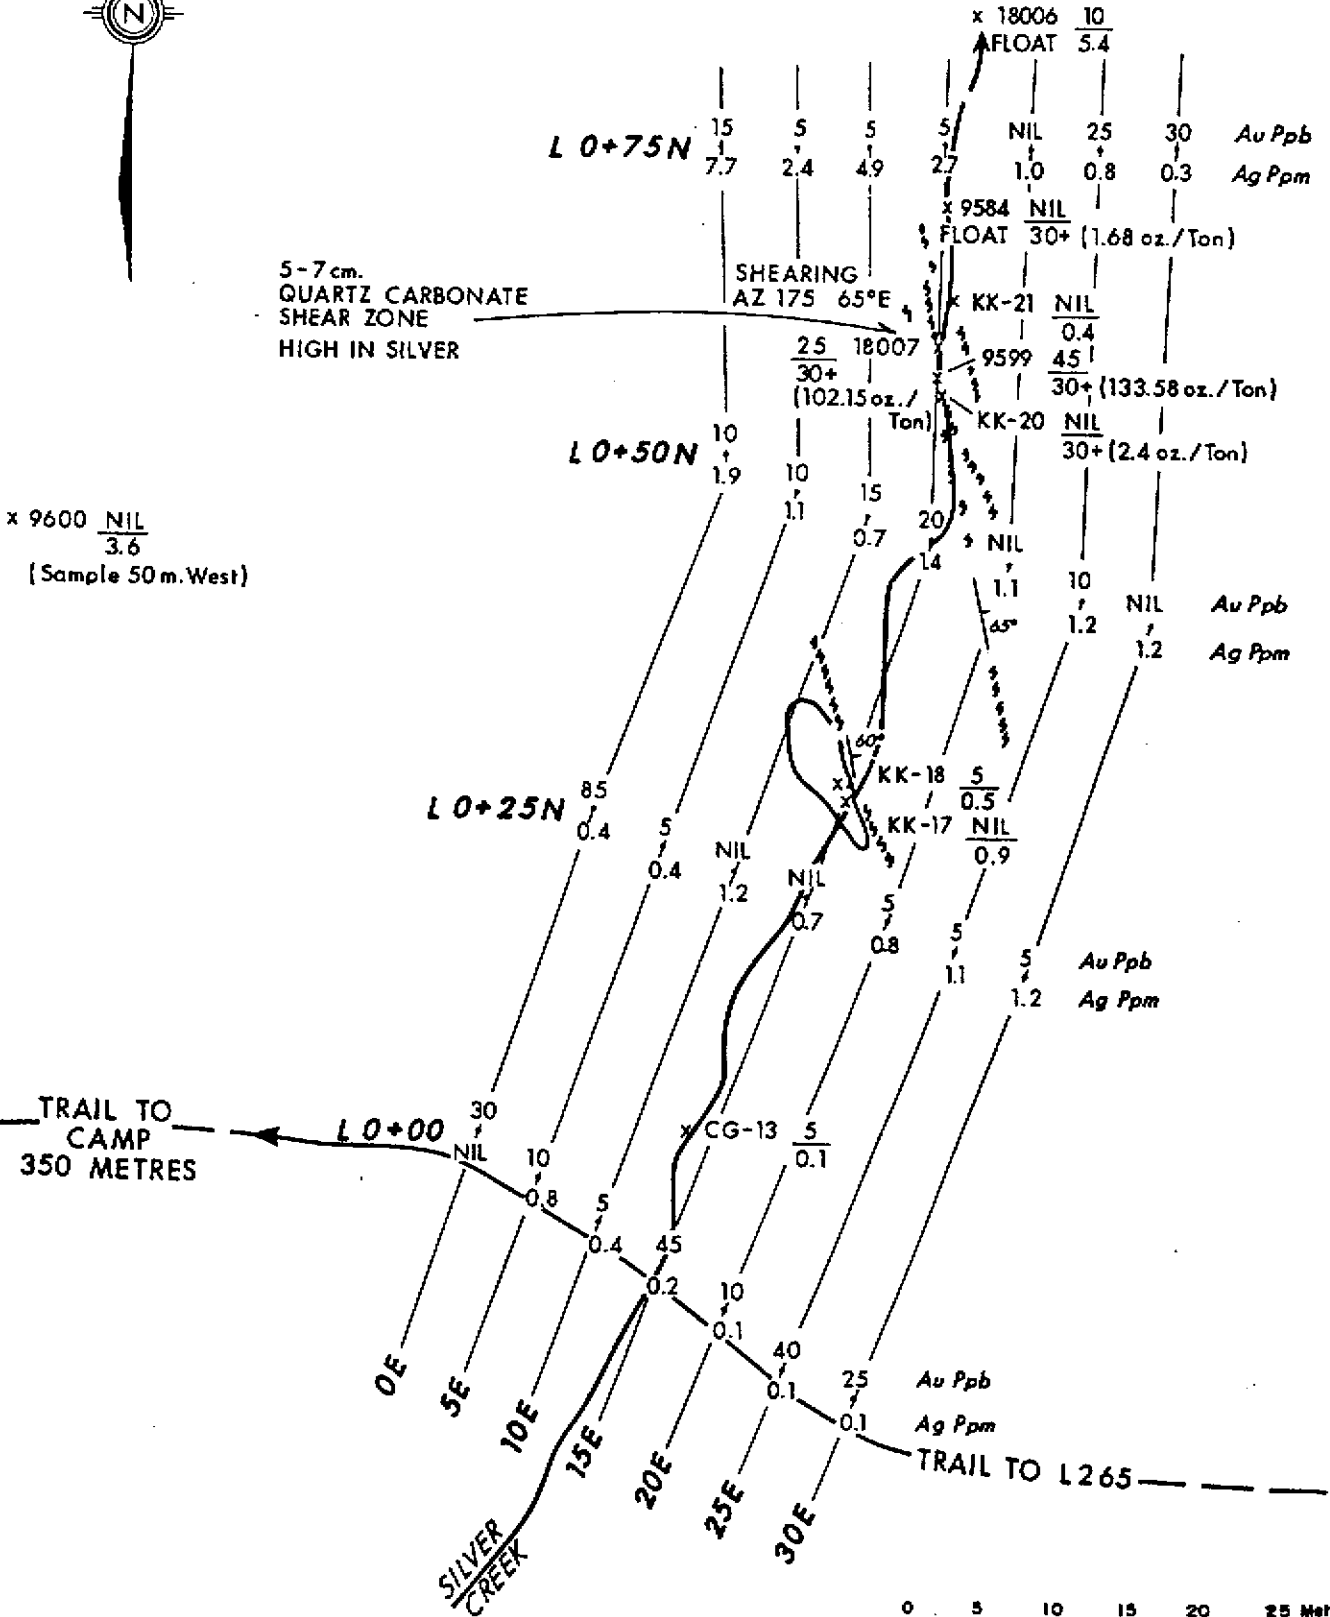 N
x 18006 10
FLOAT 5.4
L 0+75N 15 5 5 5 NIL 25 30 Au Ppb
7.7 2.4 4.9 2.7 1.0 0.8 0.3 Ag Ppm
x 9584 NIL
FLOAT 30+ (1.68 oz./Ton)
5-7cm.
QUARTZ CARBONATE
SHEAR ZONE
HIGH IN SILVER
SHEARING
AZ 175 65°E
x KK-21 NIL
0.4
25 18007
30+
(102.15 oz./
Ton)
9599 45
30+ (133.58 oz./Ton)
KK-20 NIL
30+ (2.4 oz./Ton)
L 0+50N 10 10 15 20 NIL 10 NIL Au Ppb
1.9 1.1 0.7 1.4 1.1 1.2 1.2 Ag Ppm
x 9600 NIL
3.6
(Sample 50 m. West)
65°
60°
x KK-18 5
0.5
x KK-17 NIL
0.9
L 0+25N 85 5 NIL NIL 5 5 5 Au Ppb
0.4 0.4 1.2 0.7 0.8 1.1 1.2 Ag Ppm
TRAIL TO
CAMP
350 METRES
x CG-13 5
0.1
L 0+00 30 10 5 45 10 40 25 Au Ppb
NIL 0.8 0.4 0.2 0.1 0.1 0.1 Ag Ppm
TRAIL TO L265
0E 5E 10E 15E 20E 25E 30E
SILVER
CREEK
0 5 10 15 20 25 Met